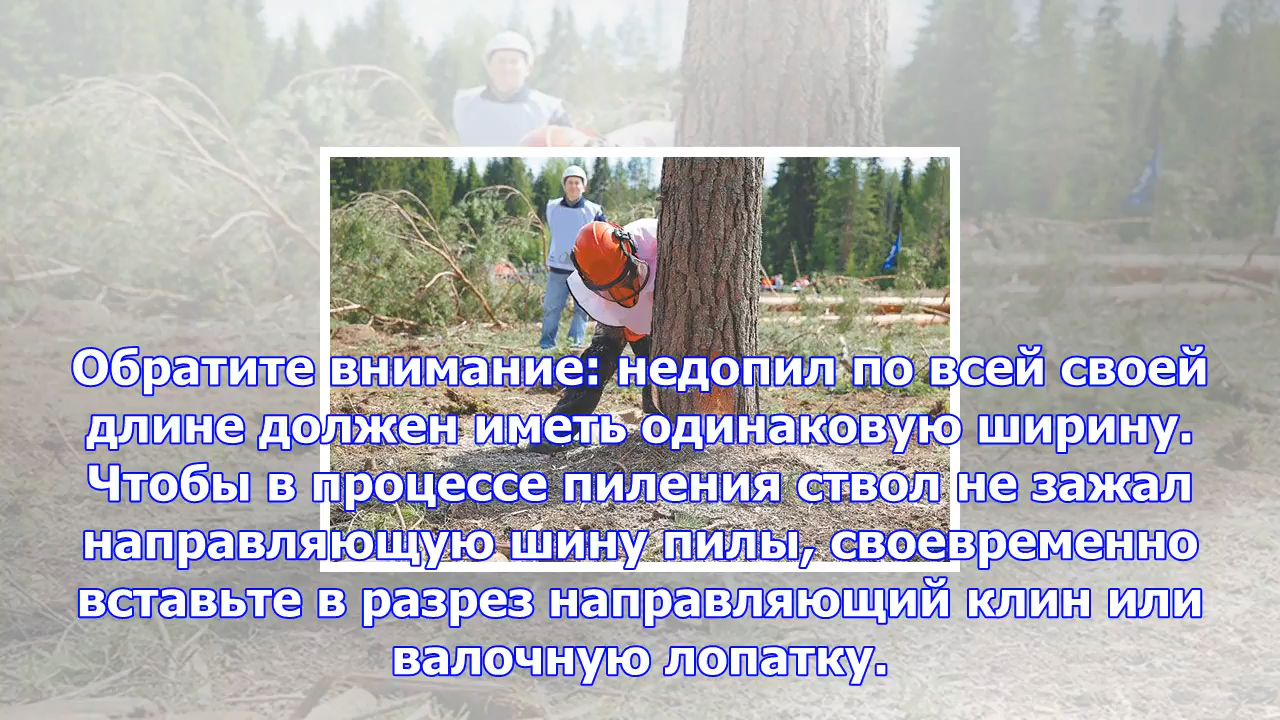 Обратите внимание: недопил по всей своей
длине должен иметь одинаковую ширину.
Чтобы в процессе пиления ствол не зажал
направляющую шину пилы, своевременно
вставьте в разрез направляющий клин или
валочную лопатку.